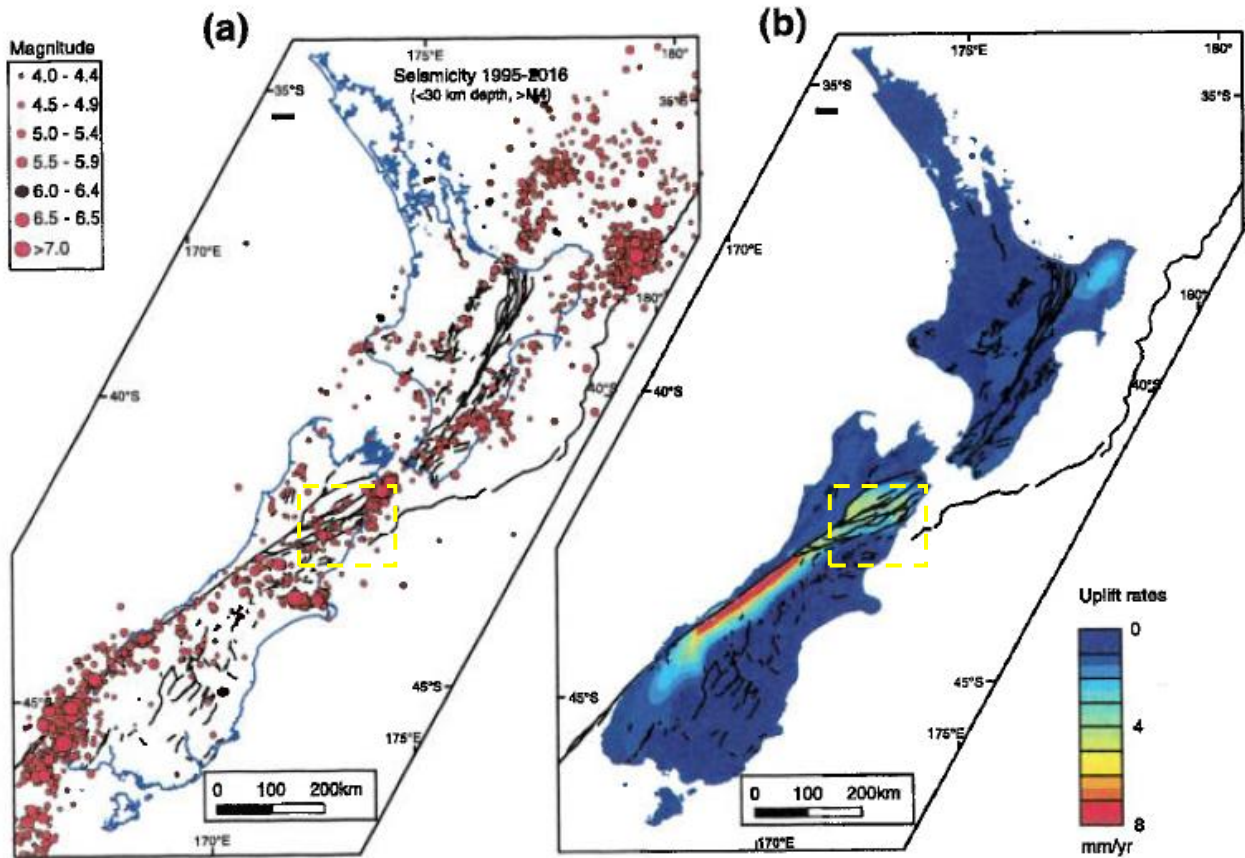 (a)
Magnitude
4.0 - 4.4
4.5 - 4.9
5.0 - 5.4
5.5 - 5.9
6.0 - 6.4
6.5 - 6.5
>7.0
175°E
180°
Seismicity 1995-2016
(<30 km depth, >M4)
35°S
35°S
170°E
180°
40°S
40°S
45°S
45°S
175°E
0 100 200km
170°E
(b)
175°E
180°
35°S
35°S
170°E
180°
40°S
40°S
45°S
45°S
175°E
0 100 200km
170°E
Uplift rates
0
4
8
mm/yr